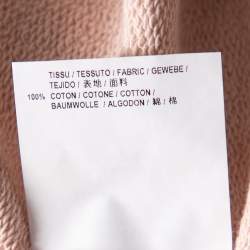 TISSU / TESSUTO / FABRIC / GEWEBE /
TEJIDO / 表地 / 面料
100% COTON / COTONE / COTTON /
BAUMWOLLE / ALGODON / 綿 / 棉